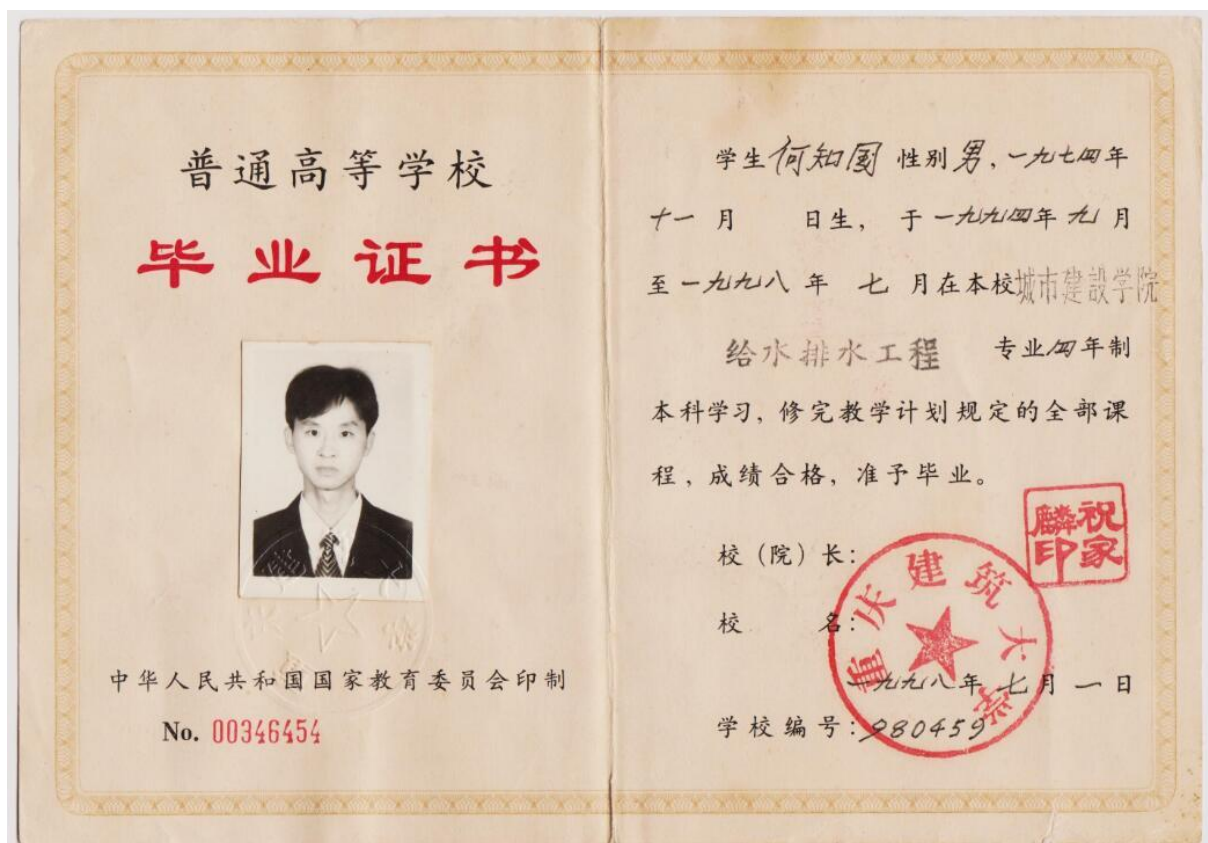 普通高等学校
毕业证书
中华人民共和国国家教育委员会印制
No. 00346454
学生何知国 性别男,一九七四年
十一月 日生, 于一九九四年九月
至一九九八年 七 月在本校城市建設学院
给水排水工程 专业四年制
本科学习, 修完教学计划规定的全部课
程, 成绩合格, 准予毕业。
祝家麟印
校(院)长:
校 名:
重庆建筑大学
一九九八年七月一日
学校编号:980459